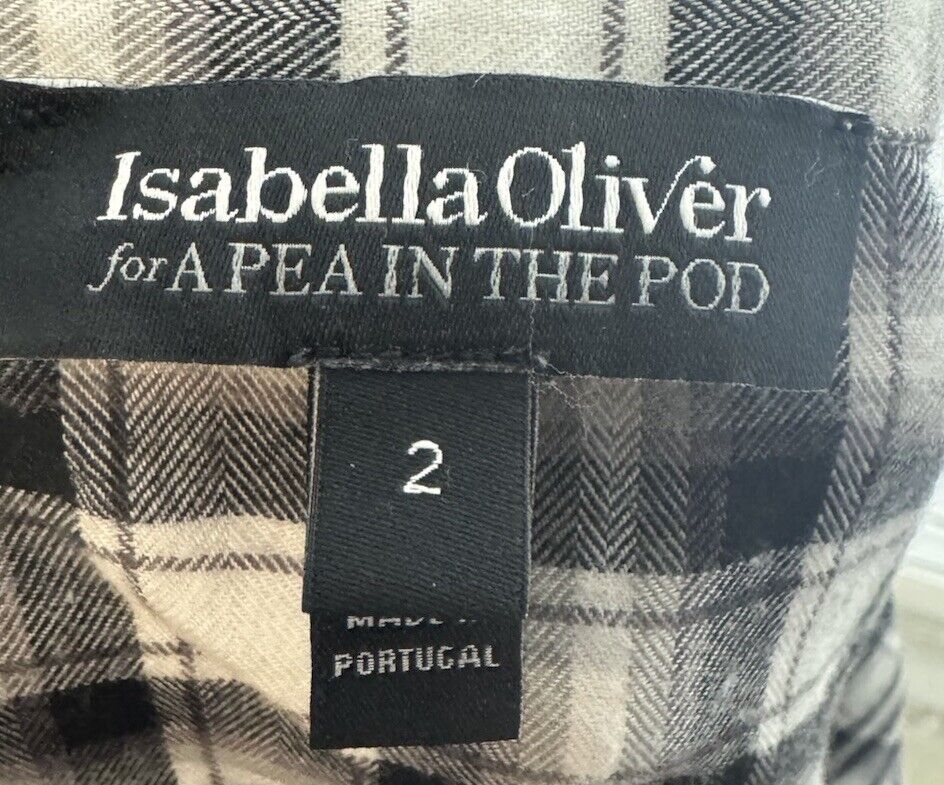 Isabella Oliver
for A PEA IN THE POD
2
PORTUGAL